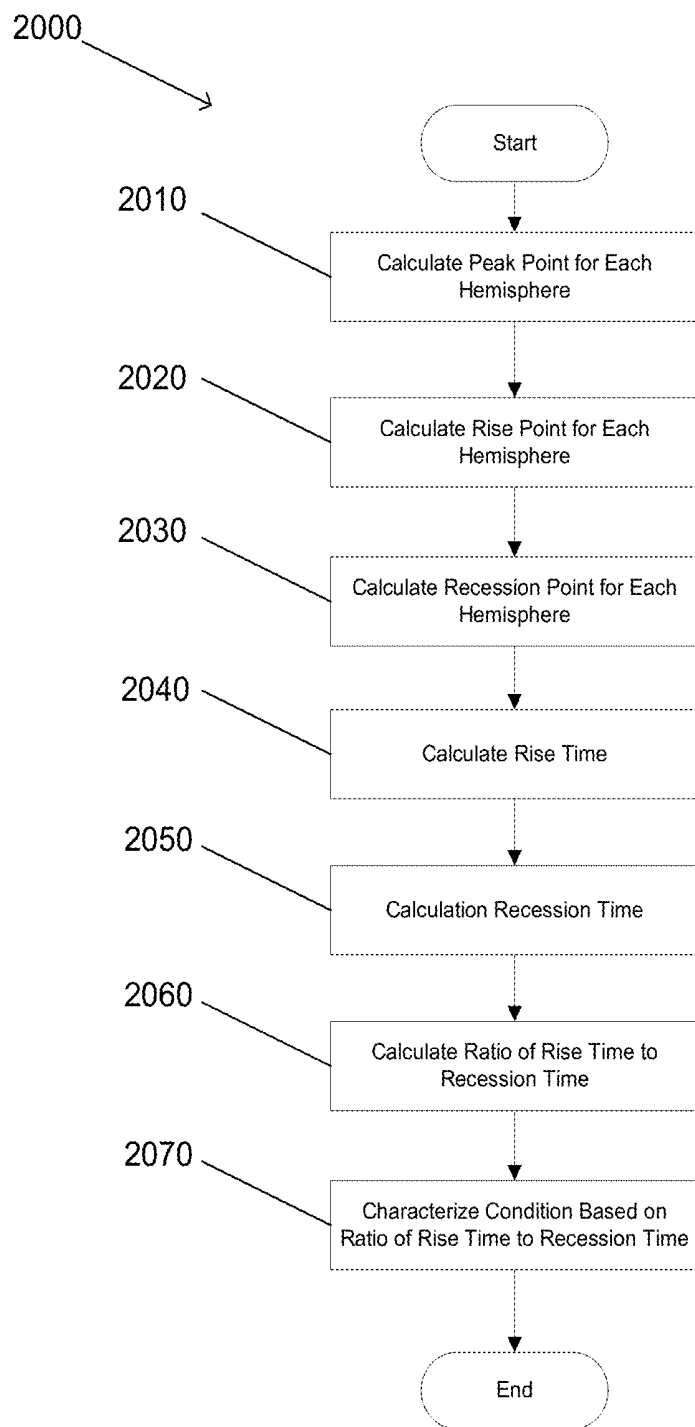 2000
Start
2010
Calculate Peak Point for Each
Hemisphere
2020
Calculate Rise Point for Each
Hemisphere
2030
Calculate Recession Point for Each
Hemisphere
2040
Calculate Rise Time
2050
Calculation Recession Time
2060
Calculate Ratio of Rise Time to
Recession Time
2070
Characterize Condition Based on
Ratio of Rise Time to Recession Time
End